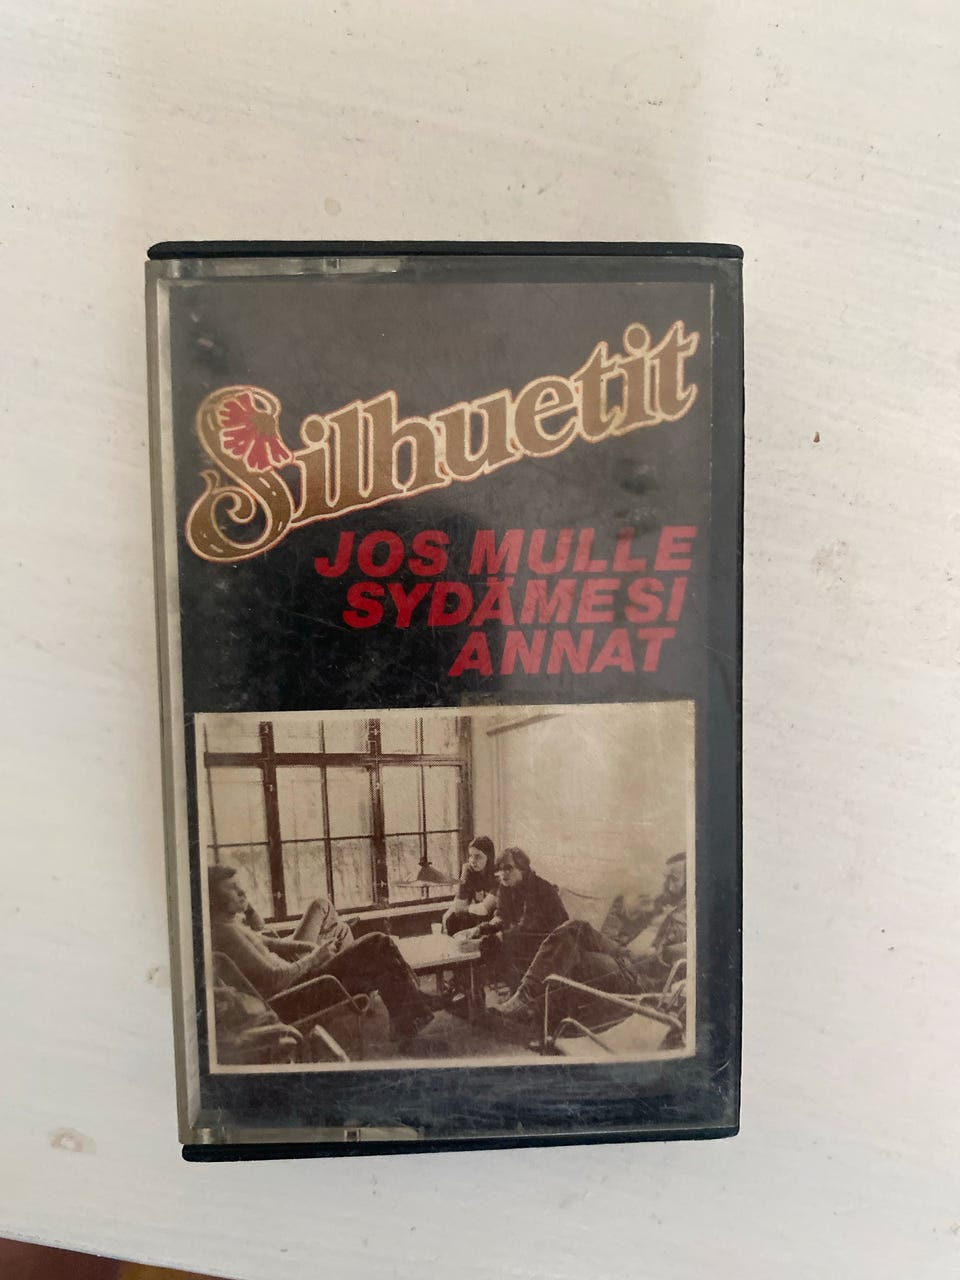 Silhuetit
JOS MULLE
SYDÄMESI
ANNAT